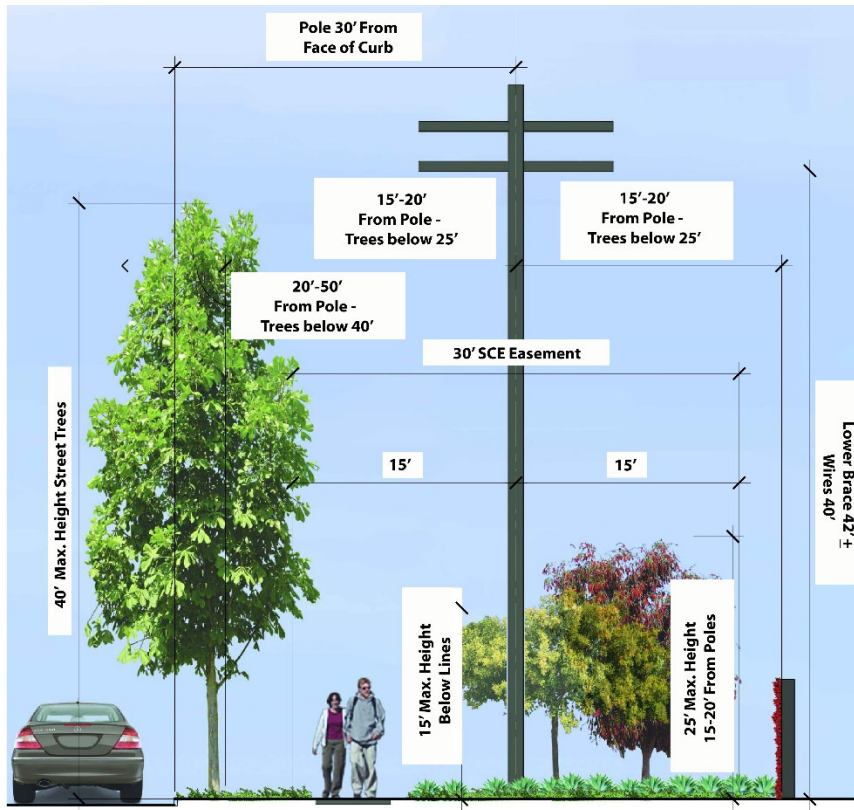 Pole 30' From
Face of Curb
15'-20'
From Pole -
Trees below 25'
15'-20'
From Pole -
Trees below 25'
20'-50'
From Pole -
Trees below 40'
30' SCE Easement
15'
15'
40' Max. Height Street Trees
15' Max. Height
Below Lines
25' Max. Height
15-20' From Poles
Lower Brace 42'±
Wires 40'